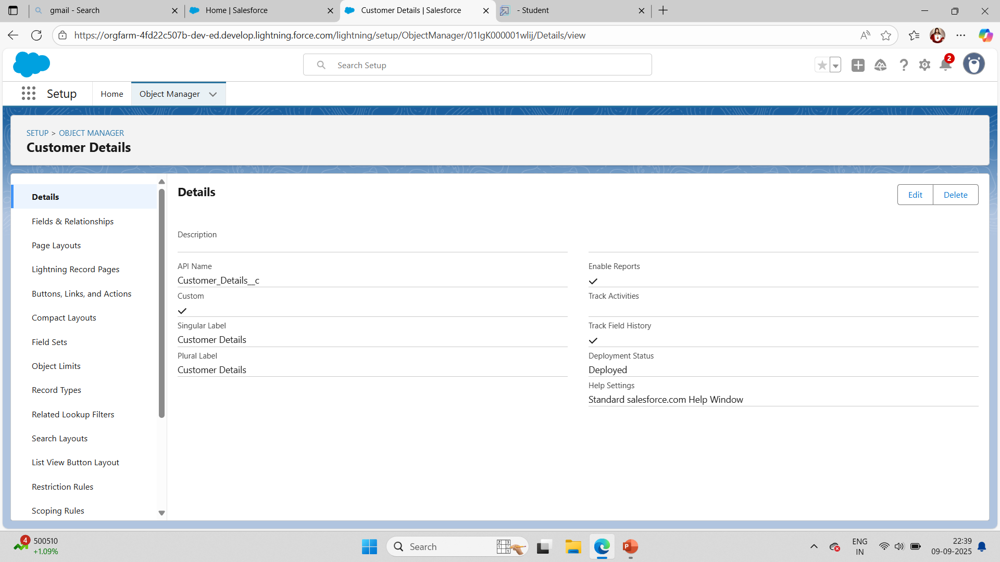 gmail - Search
Home | Salesforce
Customer Details | Salesforce
- Student
https://orgfarm-4fd22c507b-dev-ed.develop.lightning.force.com/lightning/setup/ObjectManager/01IgK000001wlij/Details/view
Search Setup
2
Setup
Home
Object Manager
SETUP > OBJECT MANAGER
Customer Details
Details
Fields & Relationships
Page Layouts
Lightning Record Pages
Buttons, Links, and Actions
Compact Layouts
Field Sets
Object Limits
Record Types
Related Lookup Filters
Search Layouts
List View Button Layout
Restriction Rules
Scoping Rules
Details
Edit
Delete
Description
API Name
Customer_Details__c
Custom
Singular Label
Customer Details
Plural Label
Customer Details
Enable Reports
Track Activities
Track Field History
Deployment Status
Deployed
Help Settings
Standard salesforce.com Help Window
4
500510
+1.09%
Search
ENG
IN
22:39
09-09-2025